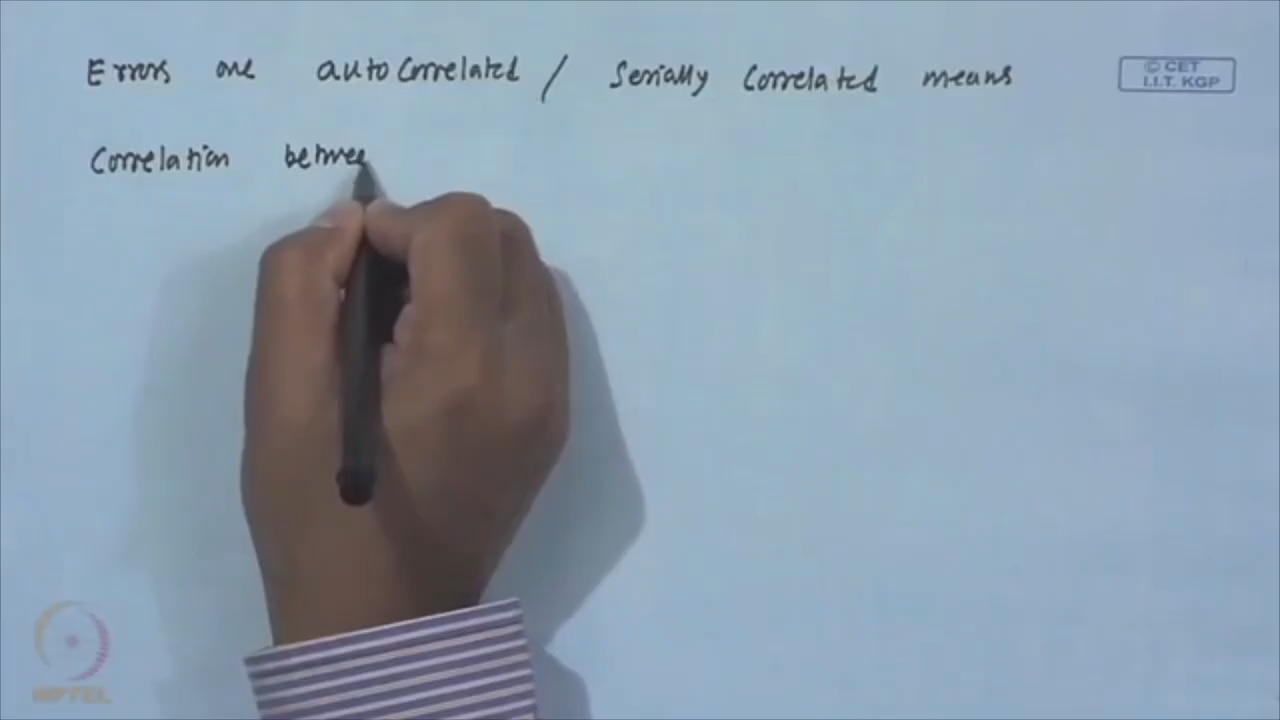 Errors are autocorrelated / Serially correlated means
© CET
I.I.T. KGP
Correlation betwee
NPTEL